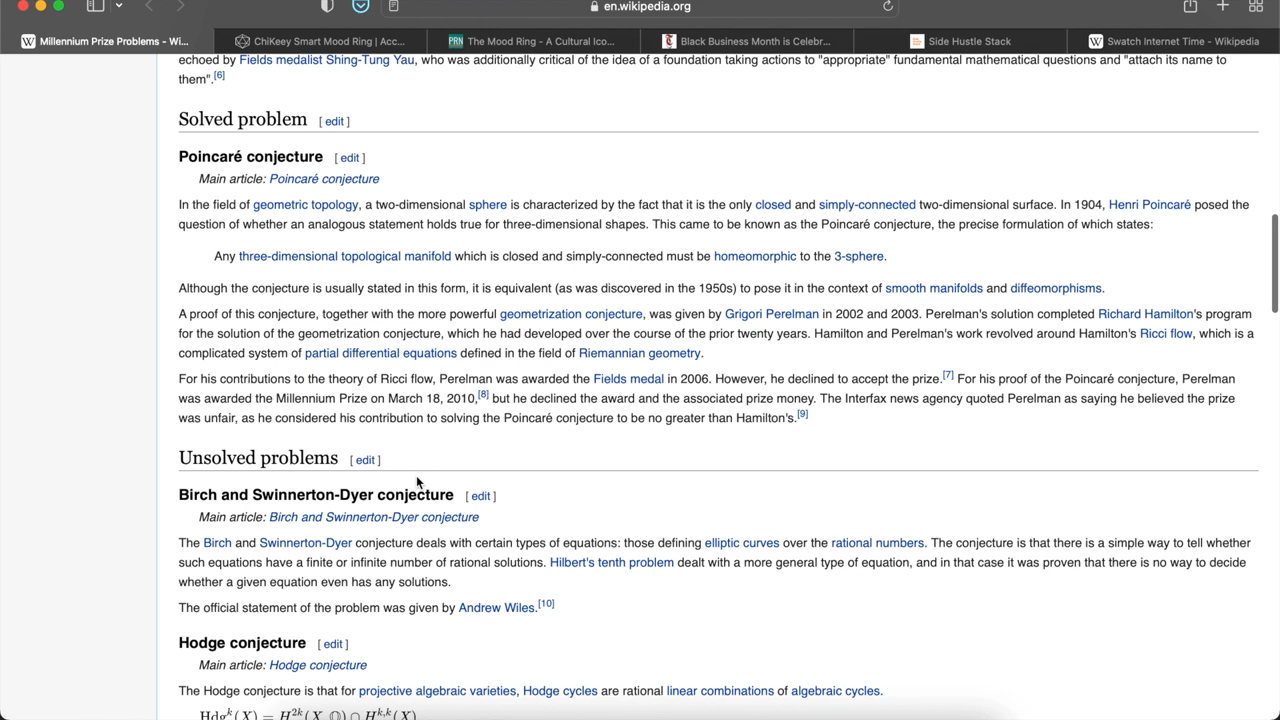 en.wikipedia.org
Millennium Prize Problems - Wi...
ChiKey Smart Mood Ring | Acc...
PRN
The Mood Ring - A Cultural Ico...
Black Business Month is Celebr...
Side Hustle Stack
Swatch Internet Time - Wikipedia
echoed by Fields medalist Shing-Tung Yau, who was additionally critical of the idea of a foundation taking actions to "appropriate" fundamental mathematical questions and "attach its name to
them".[6]
Solved problem [ edit ]
Poincaré conjecture [ edit ]
Main article: Poincaré conjecture
In the field of geometric topology, a two-dimensional sphere is characterized by the fact that it is the only closed and simply-connected two-dimensional surface. In 1904, Henri Poincaré posed the
question of whether an analogous statement holds true for three-dimensional shapes. This came to be known as the Poincaré conjecture, the precise formulation of which states:
Any three-dimensional topological manifold which is closed and simply-connected must be homeomorphic to the 3-sphere.
Although the conjecture is usually stated in this form, it is equivalent (as was discovered in the 1950s) to pose it in the context of smooth manifolds and diffeomorphisms.
A proof of this conjecture, together with the more powerful geometrization conjecture, was given by Grigori Perelman in 2002 and 2003. Perelman's solution completed Richard Hamilton's program
for the solution of the geometrization conjecture, which he had developed over the course of the prior twenty years. Hamilton and Perelman's work revolved around Hamilton's Ricci flow, which is a
complicated system of partial differential equations defined in the field of Riemannian geometry.
For his contributions to the theory of Ricci flow, Perelman was awarded the Fields medal in 2006. However, he declined to accept the prize.[7] For his proof of the Poincaré conjecture, Perelman
was awarded the Millennium Prize on March 18, 2010,[8] but he declined the award and the associated prize money. The Interfax news agency quoted Perelman as saying he believed the prize
was unfair, as he considered his contribution to solving the Poincaré conjecture to be no greater than Hamilton's.[9]
Unsolved problems [ edit ]
Birch and Swinnerton-Dyer conjecture [ edit ]
Main article: Birch and Swinnerton-Dyer conjecture
The Birch and Swinnerton-Dyer conjecture deals with certain types of equations: those defining elliptic curves over the rational numbers. The conjecture is that there is a simple way to tell whether
such equations have a finite or infinite number of rational solutions. Hilbert's tenth problem dealt with a more general type of equation, and in that case it was proven that there is no way to decide
whether a given equation even has any solutions.
The official statement of the problem was given by Andrew Wiles.[10]
Hodge conjecture [ edit ]
Main article: Hodge conjecture
The Hodge conjecture is that for projective algebraic varieties, Hodge cycles are rational linear combinations of algebraic cycles.
Hdgᵏ(X) = H²ᵏ(X, ℚ) ∩ Hᵏ,ᵏ(X)